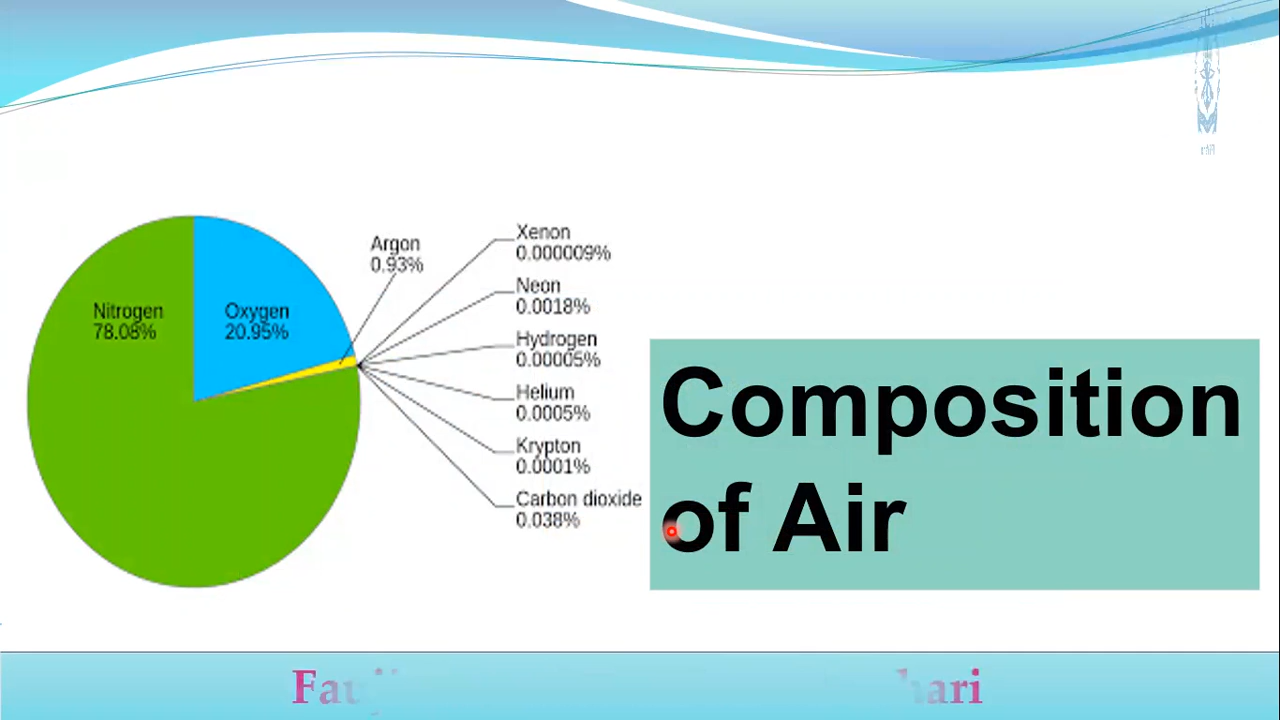 Nitrogen
78.08%
Oxygen
20.95%
Argon
0.93%
Xenon
0.000009%
Neon
0.0018%
Hydrogen
0.00005%
Helium
0.0005%
Krypton
0.0001%
Carbon dioxide
0.038%
Composition
of Air